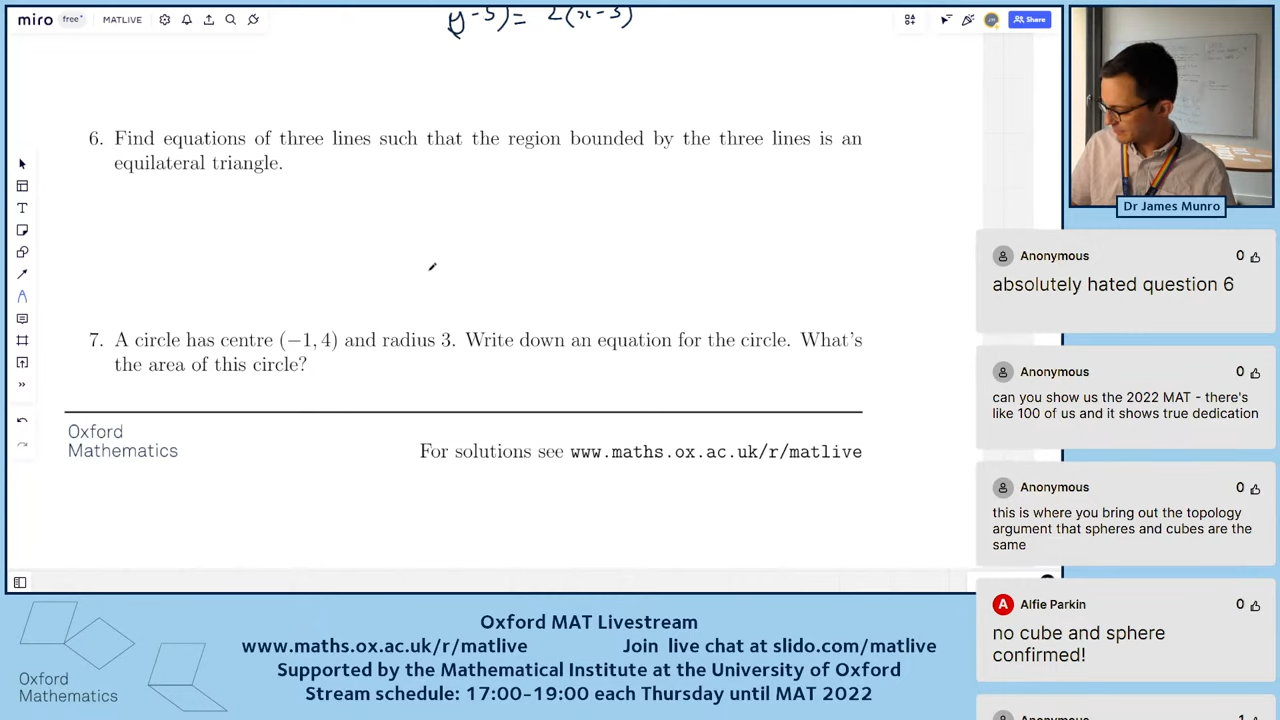 miro free MATLIVE Share
y-5) = 2(x-3)
6. Find equations of three lines such that the region bounded by the three lines is an
equilateral triangle.
7. A circle has centre (−1, 4) and radius 3. Write down an equation for the circle. What's
the area of this circle?
Oxford
Mathematics
For solutions see www.maths.ox.ac.uk/r/matlive
Dr James Munro
Anonymous 0
absolutely hated question 6
Anonymous 0
can you show us the 2022 MAT - there's
like 100 of us and it shows true dedication
Anonymous 0
this is where you bring out the topology
argument that spheres and cubes are the
same
A Alfie Parkin 0
no cube and sphere
confirmed!
Oxford MAT Livestream
www.maths.ox.ac.uk/r/matlive Join live chat at slido.com/matlive
Supported by the Mathematical Institute at the University of Oxford
Stream schedule: 17:00-19:00 each Thursday until MAT 2022
Oxford
Mathematics